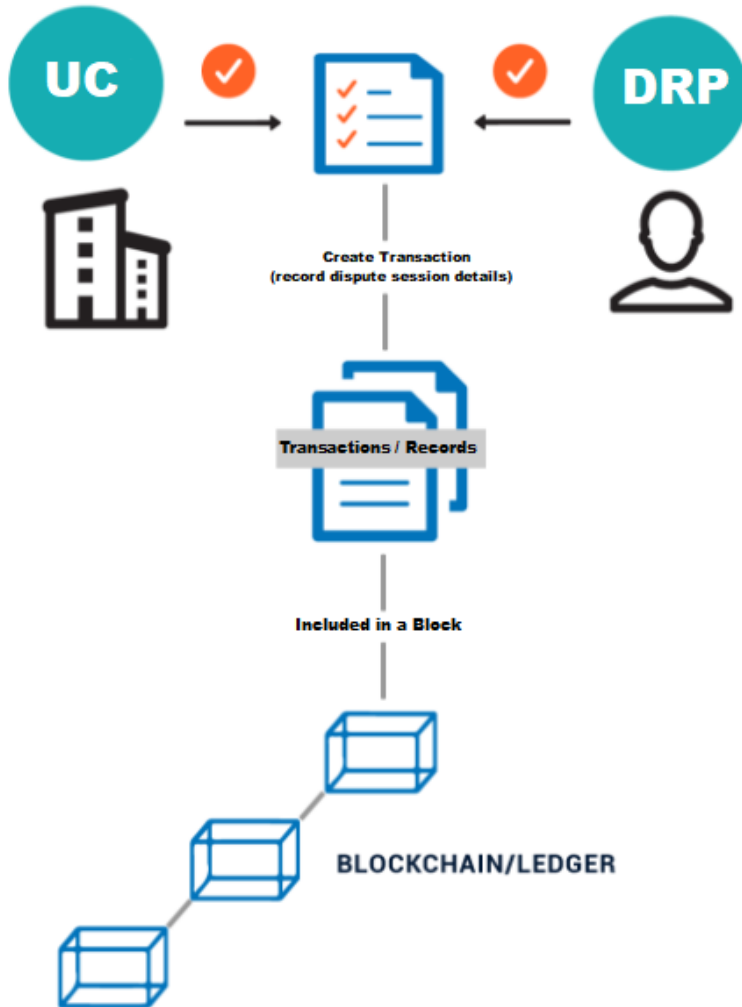 UC
DRP
Create Transaction
(record dispute session details)
Transactions / Records
Included in a Block
BLOCKCHAIN/LEDGER